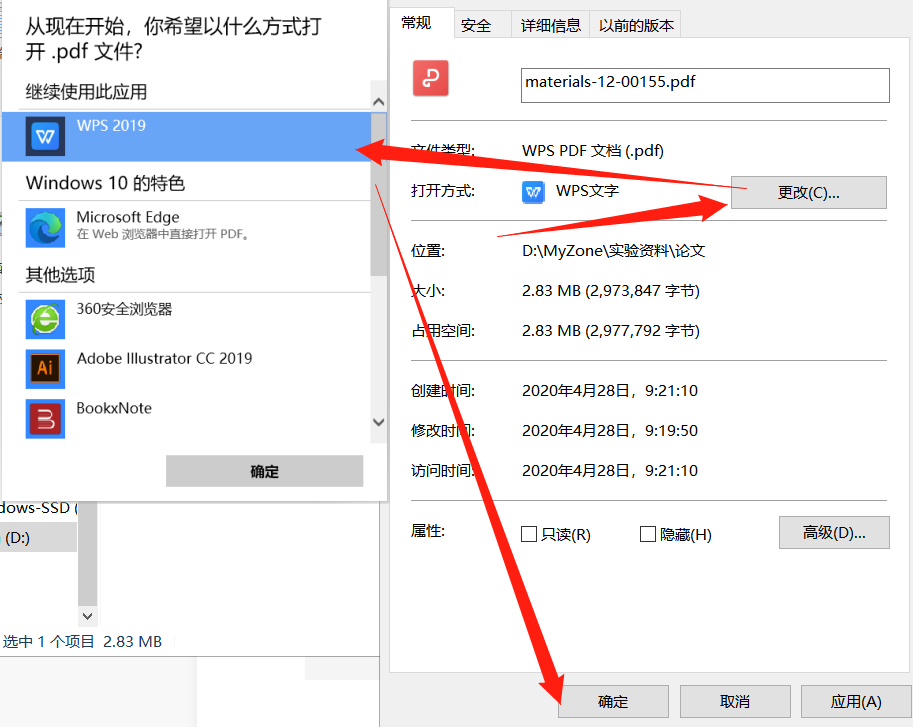 从现在开始，你希望以什么方式打
开 .pdf 文件?
继续使用此应用
WPS 2019
Windows 10 的特色
Microsoft Edge
在 Web 浏览器中直接打开 PDF。
其他选项
360安全浏览器
Adobe Illustrator CC 2019
BookxNote
确定
dows-SSD (
(D:)
选中 1 个项目 2.83 MB
常规 安全 详细信息 以前的版本
materials-12-00155.pdf
文件类型: WPS PDF 文档 (.pdf)
打开方式: WPS文字 更改(C)...
位置: D:\MyZone\实验资料\论文
大小: 2.83 MB (2,973,847 字节)
占用空间: 2.83 MB (2,977,792 字节)
创建时间: 2020年4月28日，9:21:10
修改时间: 2020年4月28日，9:19:50
访问时间: 2020年4月28日，9:21:10
属性: 只读(R) 隐藏(H) 高级(D)...
确定 取消 应用(A)